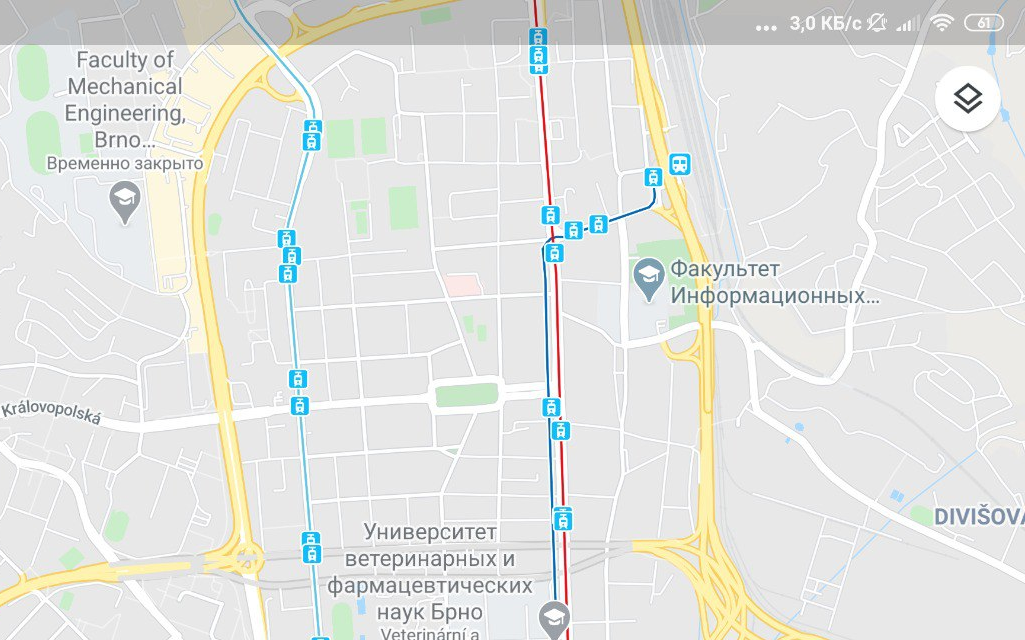 ... 3,0 КБ/с 61
Faculty of
Mechanical
Engineering,
Brno...
Временно закрыто
Факультет
Информационных...
Královopolská
DIVIŠOVA
Университет
ветеринарных и
фармацевтических
наук Брно
Veterinární a